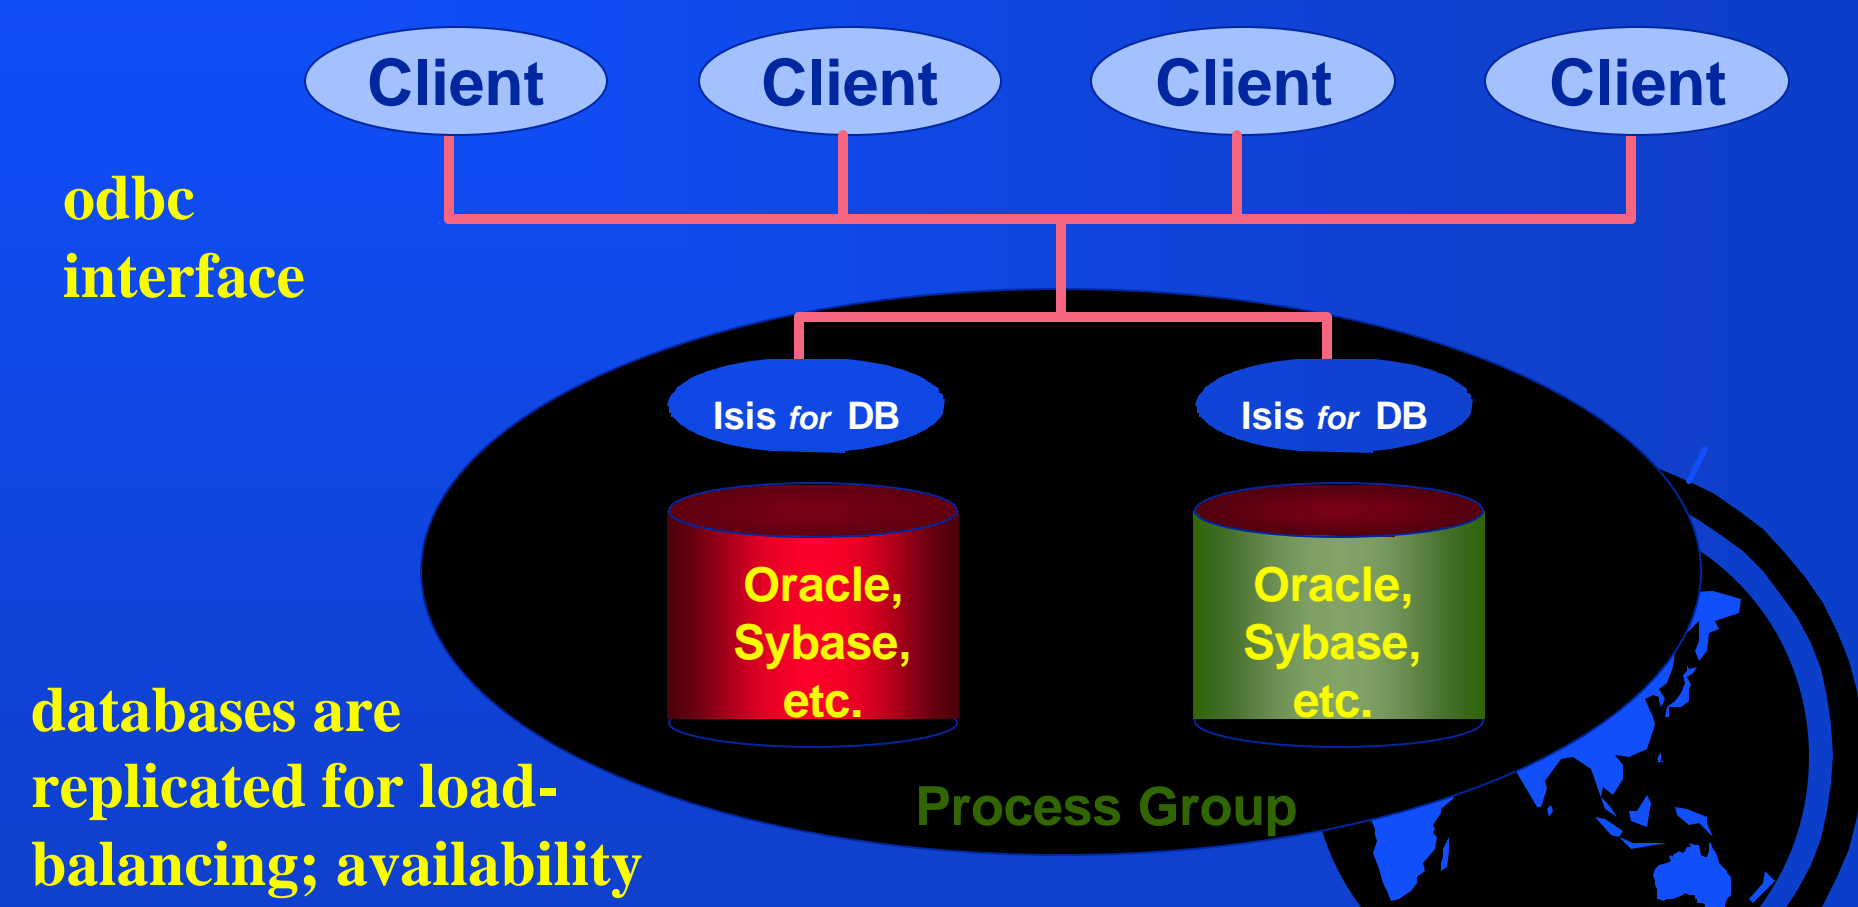 Client
Client
Client
Client
odbc
interface
Isis for DB
Isis for DB
Oracle,
Sybase,
etc.
Oracle,
Sybase,
etc.
Process Group
databases are
replicated for load-
balancing; availability